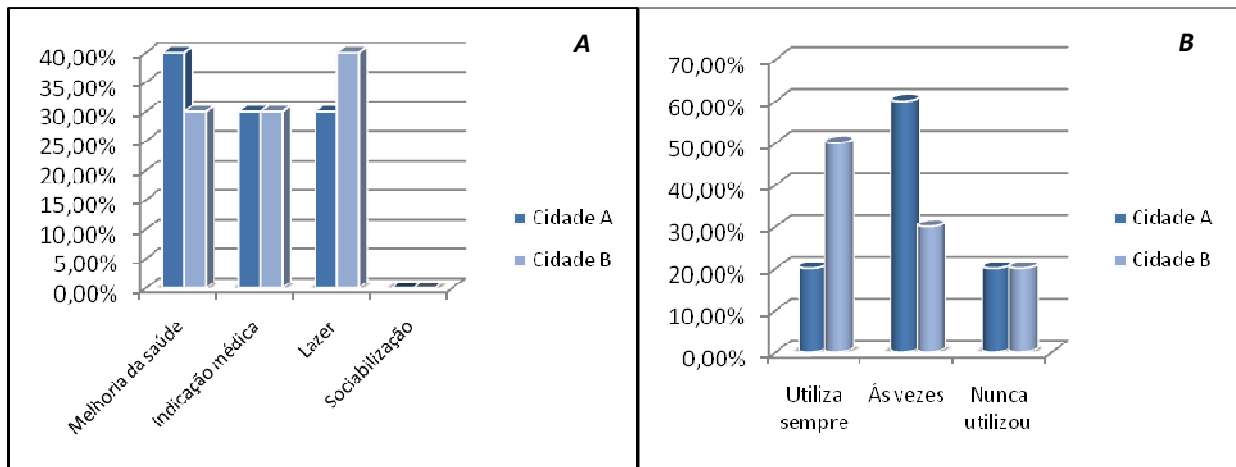 A
40,00%
35,00%
30,00%
25,00%
20,00%
15,00%
10,00%
5,00%
0,00%
Melhoria da saúde
Indicação médica
Lazer
Sociabilização
Cidade A
Cidade B
B
70,00%
60,00%
50,00%
40,00%
30,00%
20,00%
10,00%
0,00%
Utiliza
sempre
Às vezes
Nunca
utilizou
Cidade A
Cidade B